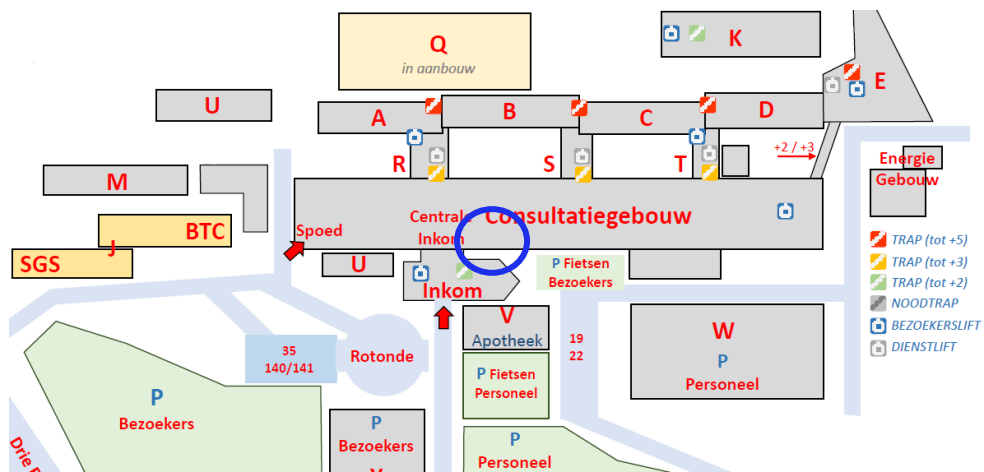 Q
in aanbouw
K
E
U
A
B
C
D
R
S
T
+2 / +3
Energie
Gebouw
M
Centrale
Inkom
Consultatiegebouw
Spoed
BTC
J
SGS
U
P Fietsen
Bezoekers
Inkom
TRAP (tot +5)
TRAP (tot +3)
TRAP (tot +2)
NOODTRAP
BEZOEKERSLIFT
DIENSTLIFT
V
Apotheek
19
22
W
P
Personeel
35
140/141
Rotonde
P Fietsen
Personeel
P
Bezoekers
P
Bezoekers
P
Personeel